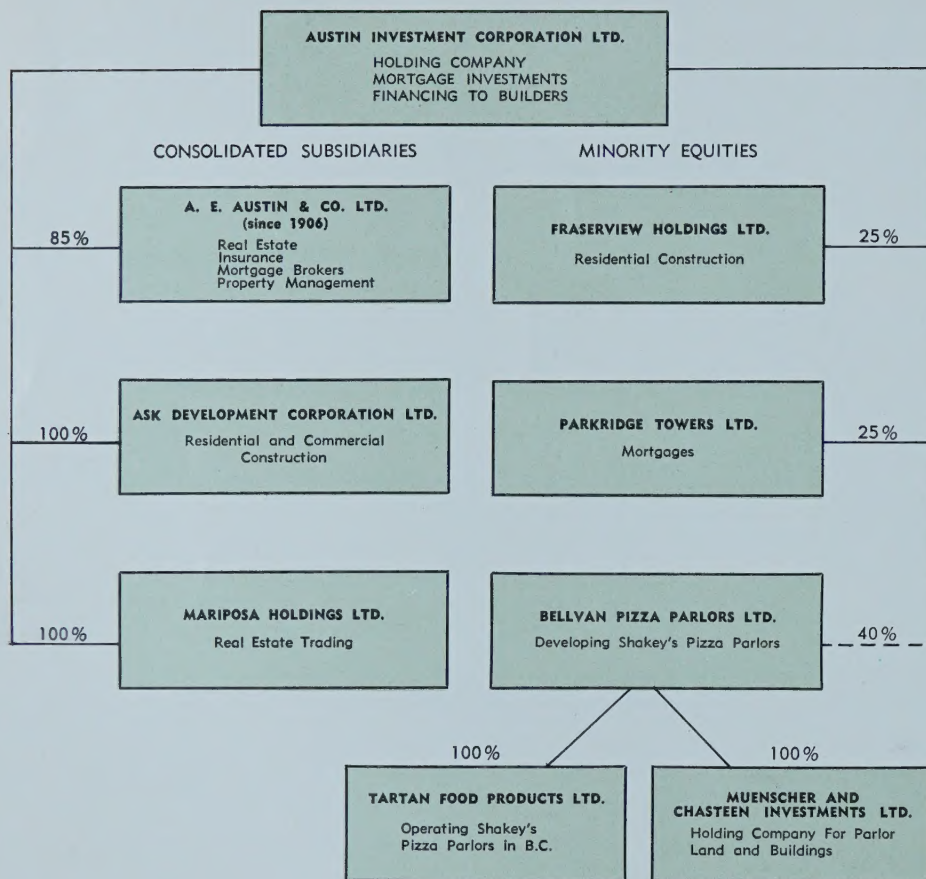 AUSTIN INVESTMENT CORPORATION LTD.
HOLDING COMPANY
MORTGAGE INVESTMENTS
FINANCING TO BUILDERS
CONSOLIDATED SUBSIDIARIES
MINORITY EQUITIES
85%
A. E. AUSTIN & CO. LTD.
(since 1906)
Real Estate
Insurance
Mortgage Brokers
Property Management
FRASERVIEW HOLDINGS LTD.
Residential Construction
25%
100%
ASK DEVELOPMENT CORPORATION LTD.
Residential and Commercial
Construction
PARKRIDGE TOWERS LTD.
Mortgages
25%
100%
MARIPOSA HOLDINGS LTD.
Real Estate Trading
BELLVAN PIZZA PARLORS LTD.
Developing Shakey's Pizza Parlors
40%
100%
TARTAN FOOD PRODUCTS LTD.
Operating Shakey's
Pizza Parlors in B.C.
100%
MUENSCHER AND
CHASTEEN INVESTMENTS LTD.
Holding Company For Parlor
Land and Buildings